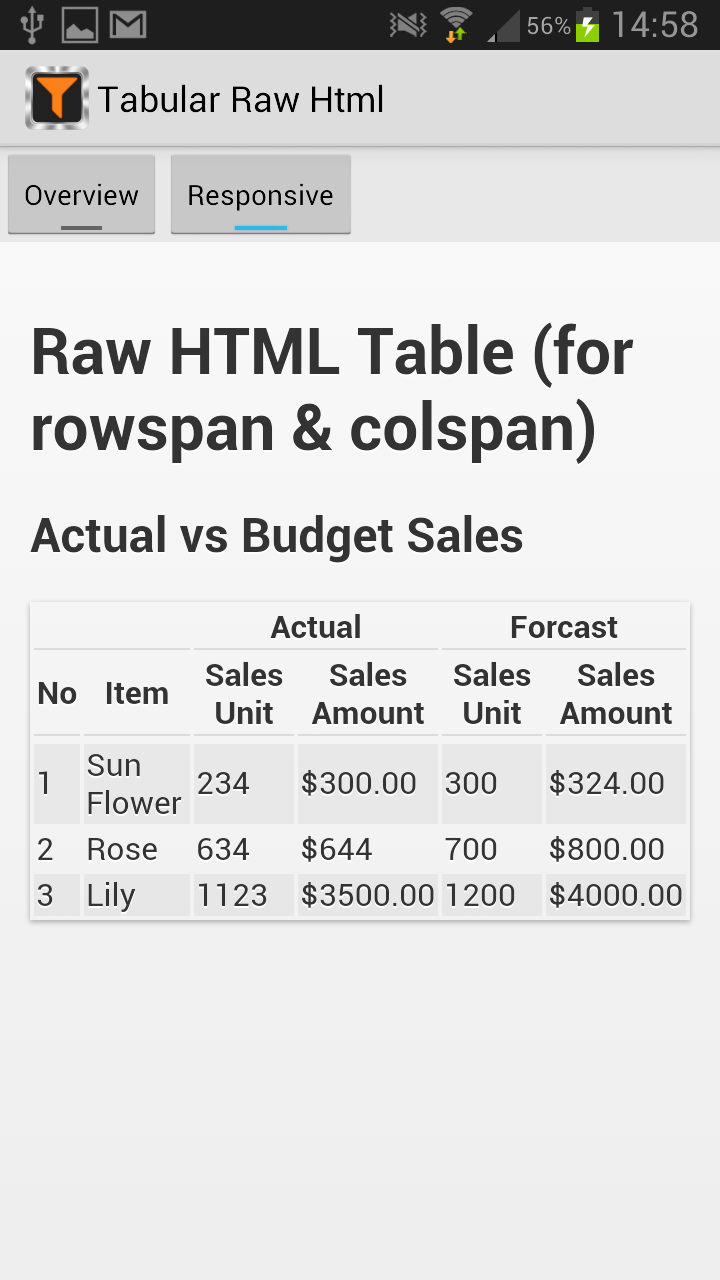 56% 14:58
Tabular Raw Html
Overview Responsive
Raw HTML Table (for
rowspan & colspan)
Actual vs Budget Sales
Actual Forcast
No Item Sales Unit Sales Amount Sales Unit Sales Amount
1 Sun Flower 234 $300.00 300 $324.00
2 Rose 634 $644 700 $800.00
3 Lily 1123 $3500.00 1200 $4000.00